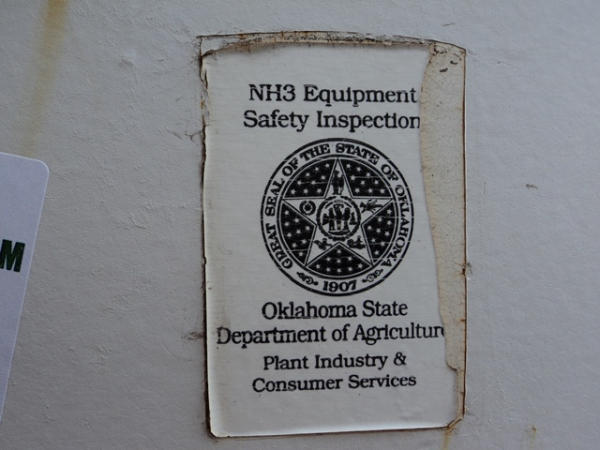 NH3 Equipment
Safety Inspection
GREAT SEAL OF THE STATE OF OKLAHOMA
1907
Oklahoma State
Department of Agriculture
Plant Industry &
Consumer Services
M